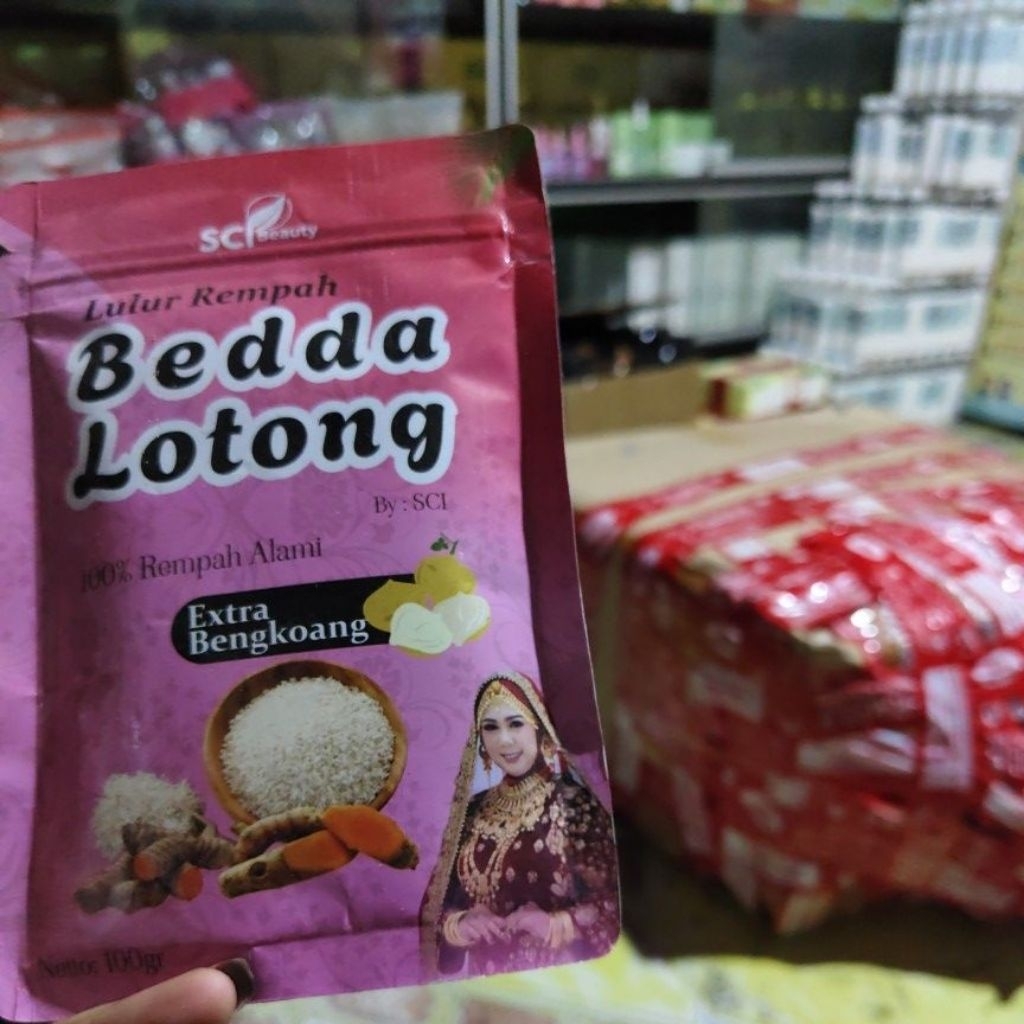 SCI Beauty
Lulur Rempah
Bedda
Lotong
By : SCI
100% Rempah Alami
Extra
Bengkoang
Netto: 100gr